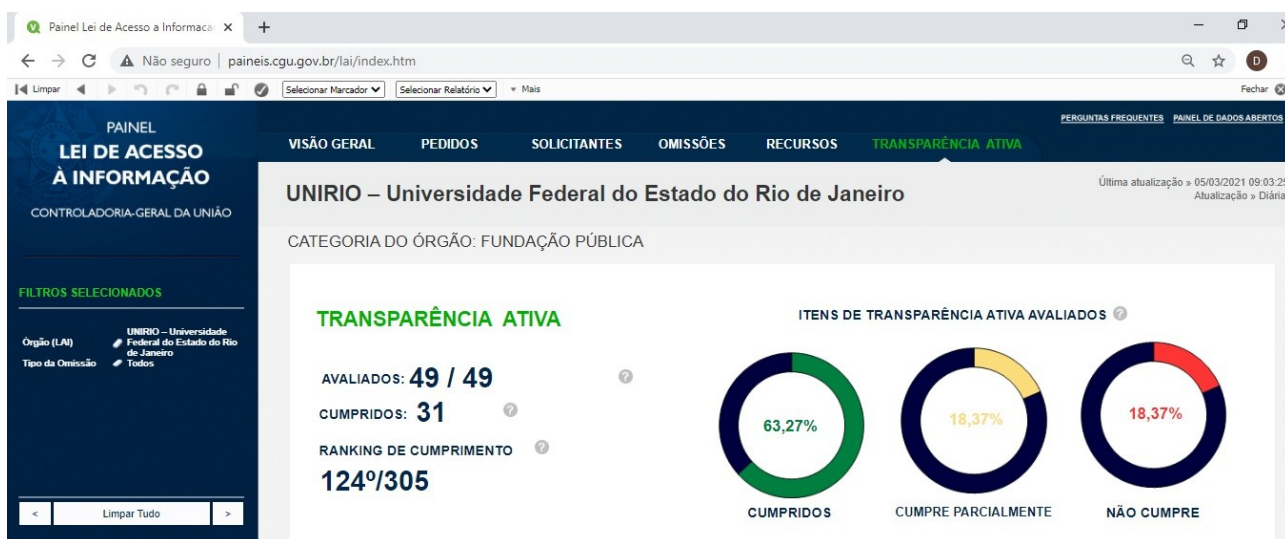 Painel Lei de Acesso a Informaca
Não seguro | paineis.cgu.gov.br/lai/index.htm
D
Limpar
Selecionar Marcador
Selecionar Relatório
Mais
Fechar
PAINEL
LEI DE ACESSO
À INFORMAÇÃO
CONTROLADORIA-GERAL DA UNIÃO
FILTROS SELECIONADOS
Órgão (LAI) UNIRIO – Universidade
Federal do Estado do Rio
de Janeiro
Tipo da Omissão Todos
< Limpar Tudo >
PERGUNTAS FREQUENTES PAINEL DE DADOS ABERTOS
VISÃO GERAL PEDIDOS SOLICITANTES OMISSÕES RECURSOS TRANSPARÊNCIA ATIVA
UNIRIO – Universidade Federal do Estado do Rio de Janeiro
Última atualização » 05/03/2021 09:03:25
Atualização » Diária
CATEGORIA DO ÓRGÃO: FUNDAÇÃO PÚBLICA
TRANSPARÊNCIA ATIVA
AVALIADOS: 49 / 49
CUMPRIDOS: 31
RANKING DE CUMPRIMENTO
124º/305
ITENS DE TRANSPARÊNCIA ATIVA AVALIADOS
63,27% 18,37% 18,37%
CUMPRIDOS CUMPRE PARCIALMENTE NÃO CUMPRE